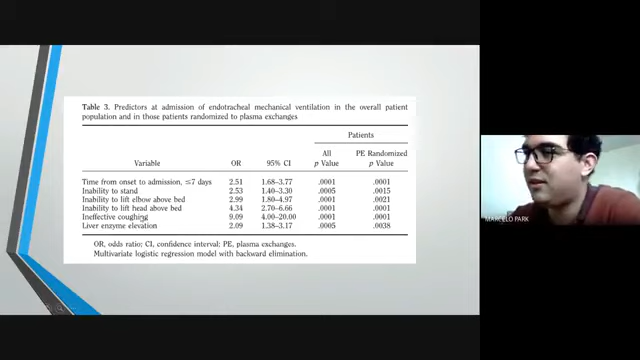 Table 3. Predictors at admission of endotracheal mechanical ventilation in the overall patient
population and in those patients randomized to plasma exchanges
Patients
All PE Randomized
Variable OR 95% CI p Value p Value
Time from onset to admission, ≤7 days 2.51 1.68–3.77 .0001 .0001
Inability to stand 2.53 1.40–3.30 .0005 .0015
Inability to lift elbow above bed 2.99 1.80–4.97 .0001 .0021
Inability to lift head above bed 4.34 2.70–6.66 .0001 .0001
Ineffective coughing 9.09 4.00–20.00 .0001 .0001
Liver enzyme elevation 2.09 1.38–3.17 .0005 .0038
OR, odds ratio; CI, confidence interval; PE, plasma exchanges.
Multivariate logistic regression model with backward elimination.
MARCELO PARK